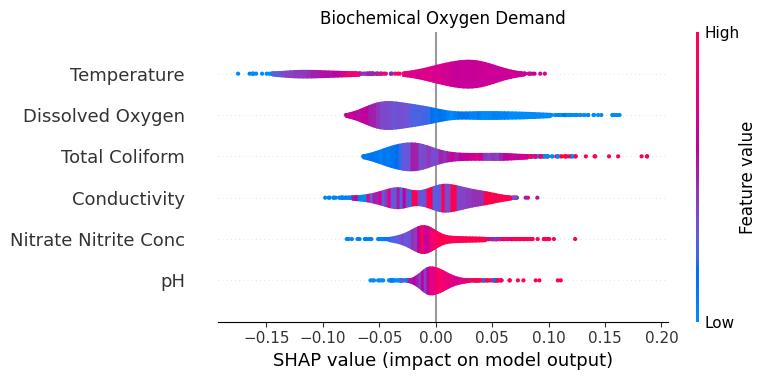 Biochemical Oxygen Demand
High
Temperature
Dissolved Oxygen
Total Coliform
Conductivity
Nitrate Nitrite Conc
pH
Feature value
Low
−0.15 −0.10 −0.05 0.00 0.05 0.10 0.15 0.20
SHAP value (impact on model output)